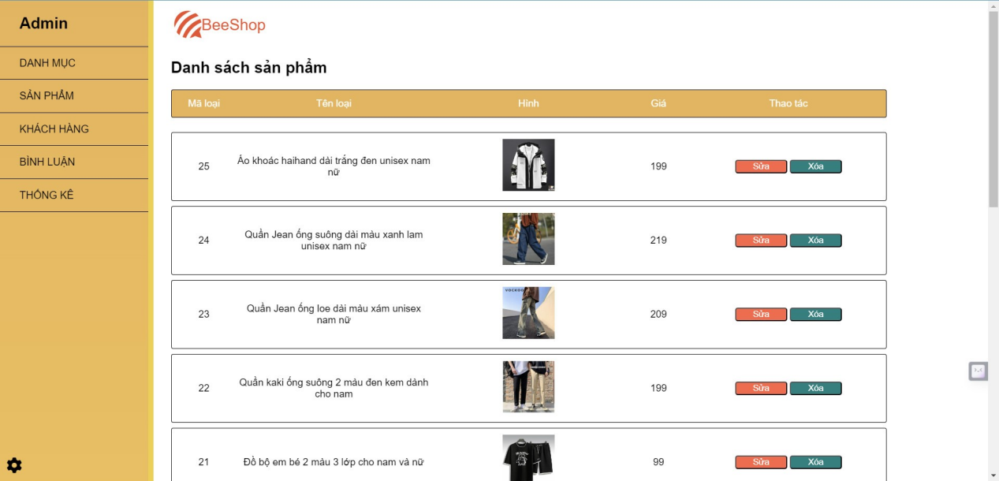 Admin
DANH MỤC
SẢN PHẨM
KHÁCH HÀNG
BÌNH LUẬN
THỐNG KÊ
BeeShop
Danh sách sản phẩm
Mã loại Tên loại Hình Giá Thao tác
25 Áo khoác haihand dài trắng đen unisex nam nữ 199 Sửa Xóa
24 Quần Jean ống suông dài màu xanh lam unisex nam nữ 219 Sửa Xóa
VOCKOO
23 Quần Jean ống loe dài màu xám unisex nam nữ 209 Sửa Xóa
22 Quần kaki ống suông 2 màu đen kem dành cho nam 199 Sửa Xóa
21 Đồ bộ em bé 2 màu 3 lớp cho nam và nữ 99 Sửa Xóa